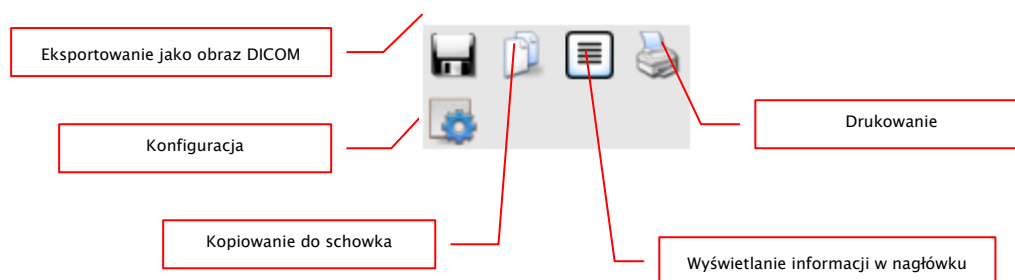 Eksportowanie jako obraz DICOM
Drukowanie
Konfiguracja
Kopiowanie do schowka
Wyświetlanie informacji w nagłówku